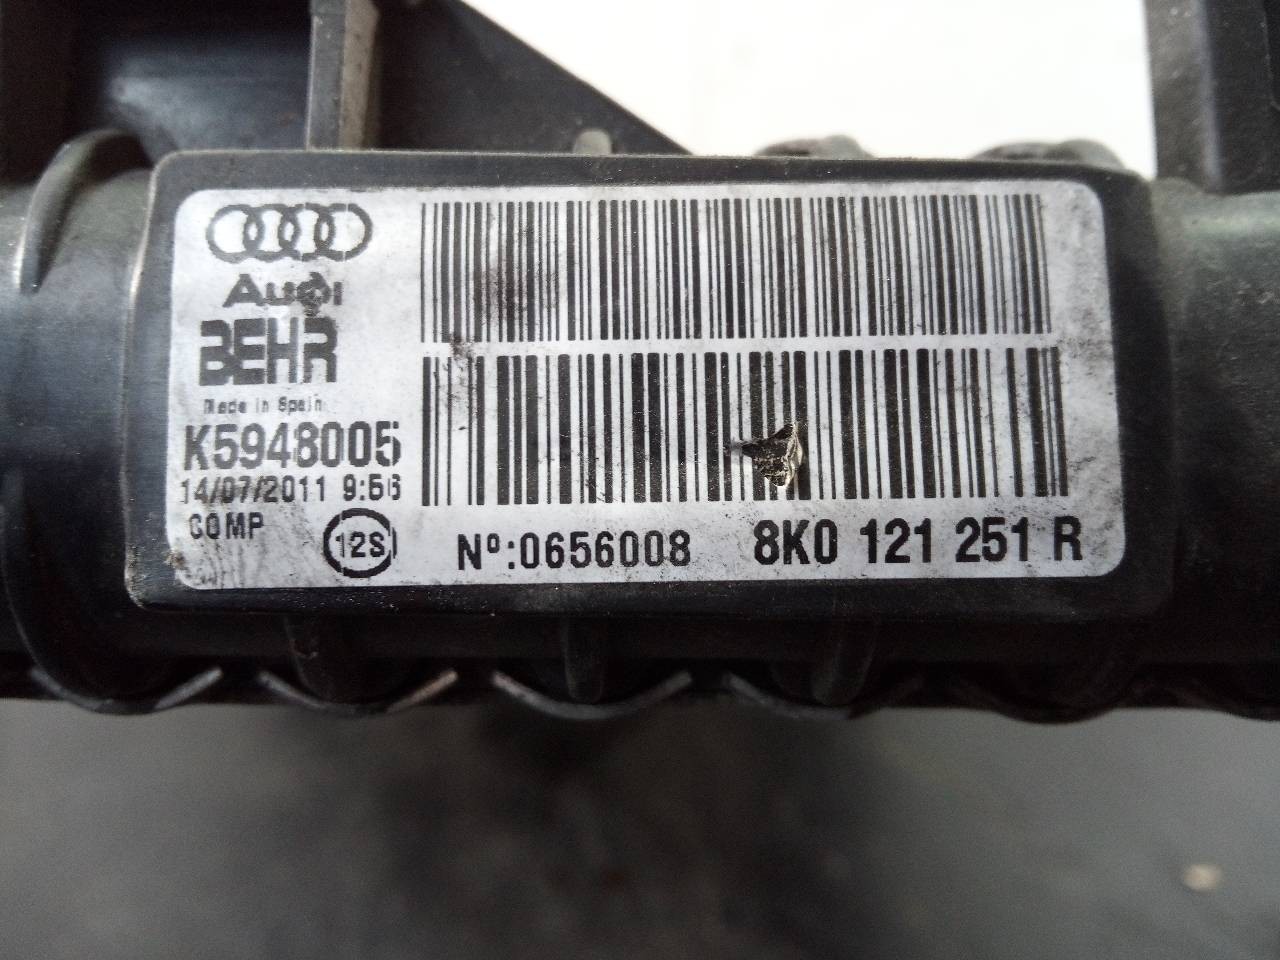 Audi
BEHR
Made in Spain
K5948005
14/07/2011 9:56
COMP
12S
Nº:0656008
8K0 121 251 R